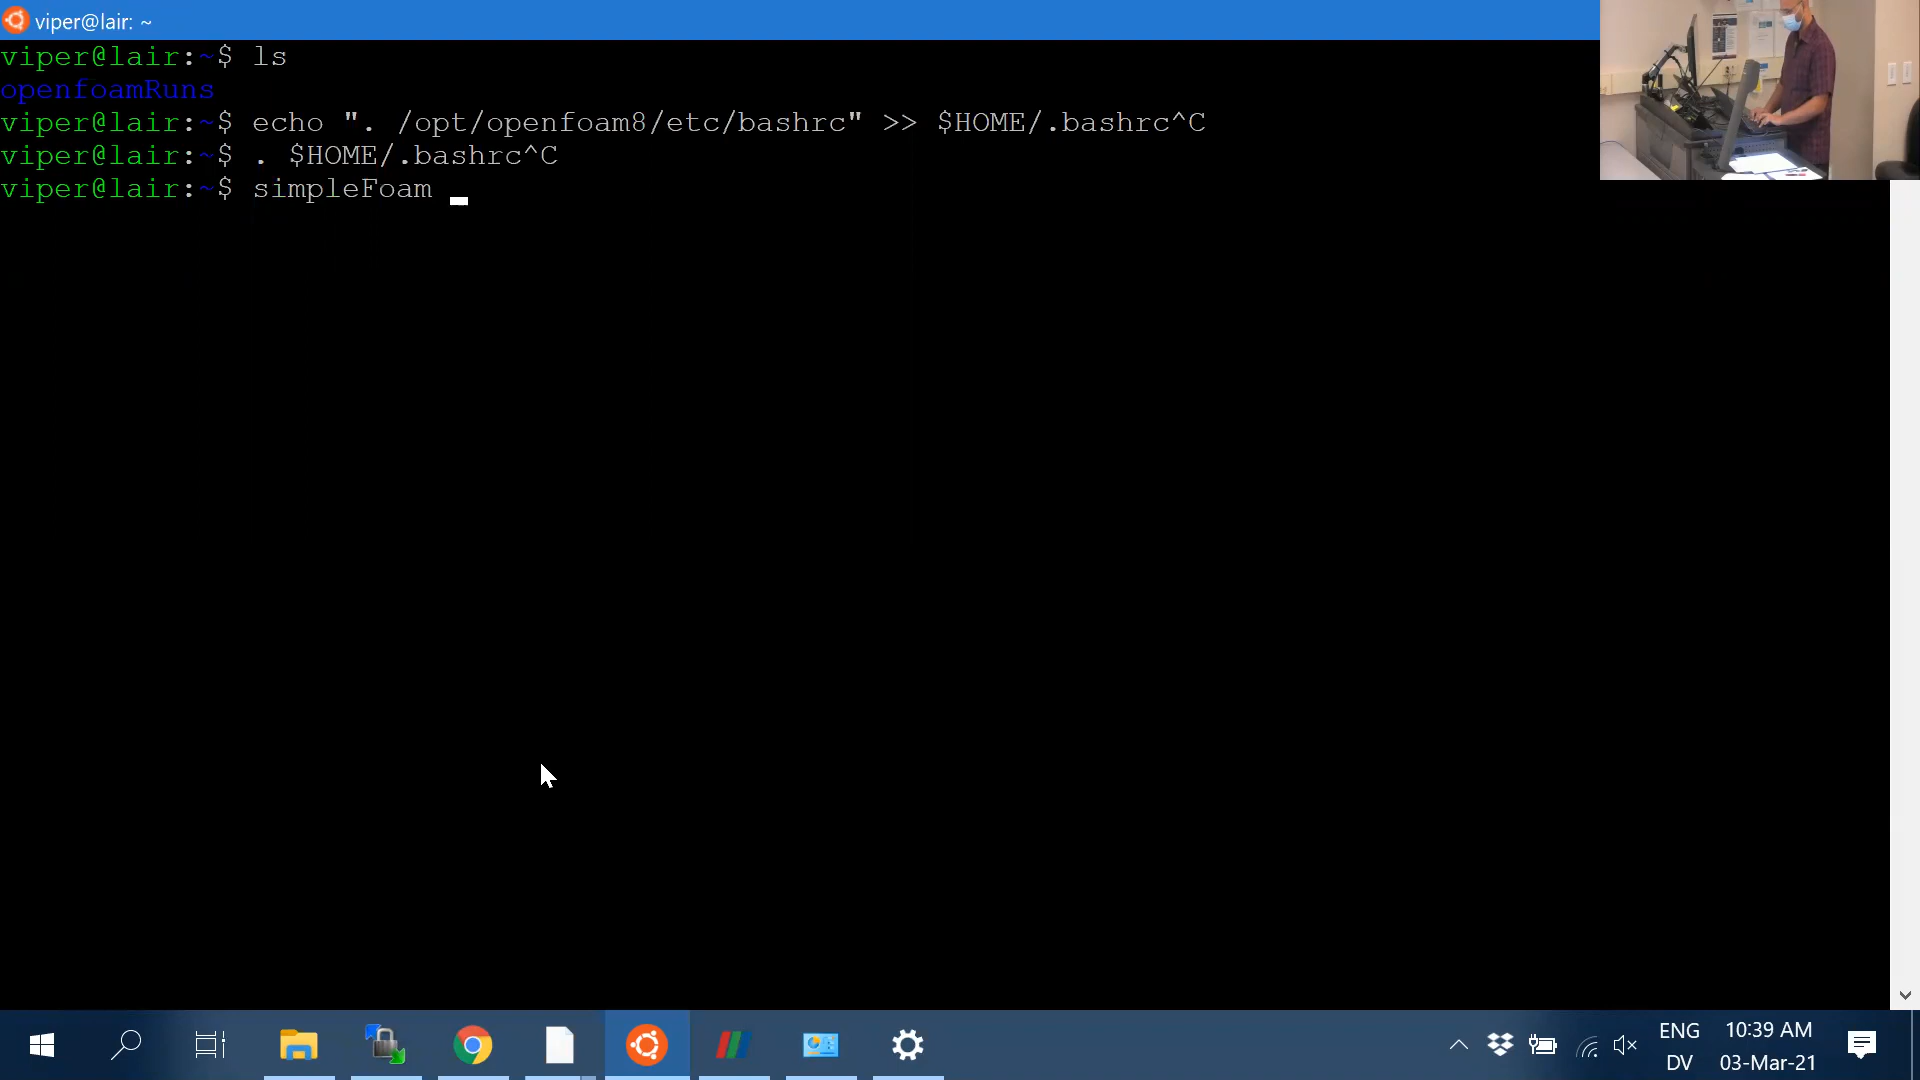 viper@lair: ~
viper@lair:~$ ls
openfoamRuns
viper@lair:~$ echo ". /opt/openfoam8/etc/bashrc" >> $HOME/.bashrc^C
viper@lair:~$ . $HOME/.bashrc^C
viper@lair:~$ simpleFoam
ENG 10:39 AM
DV 03-Mar-21